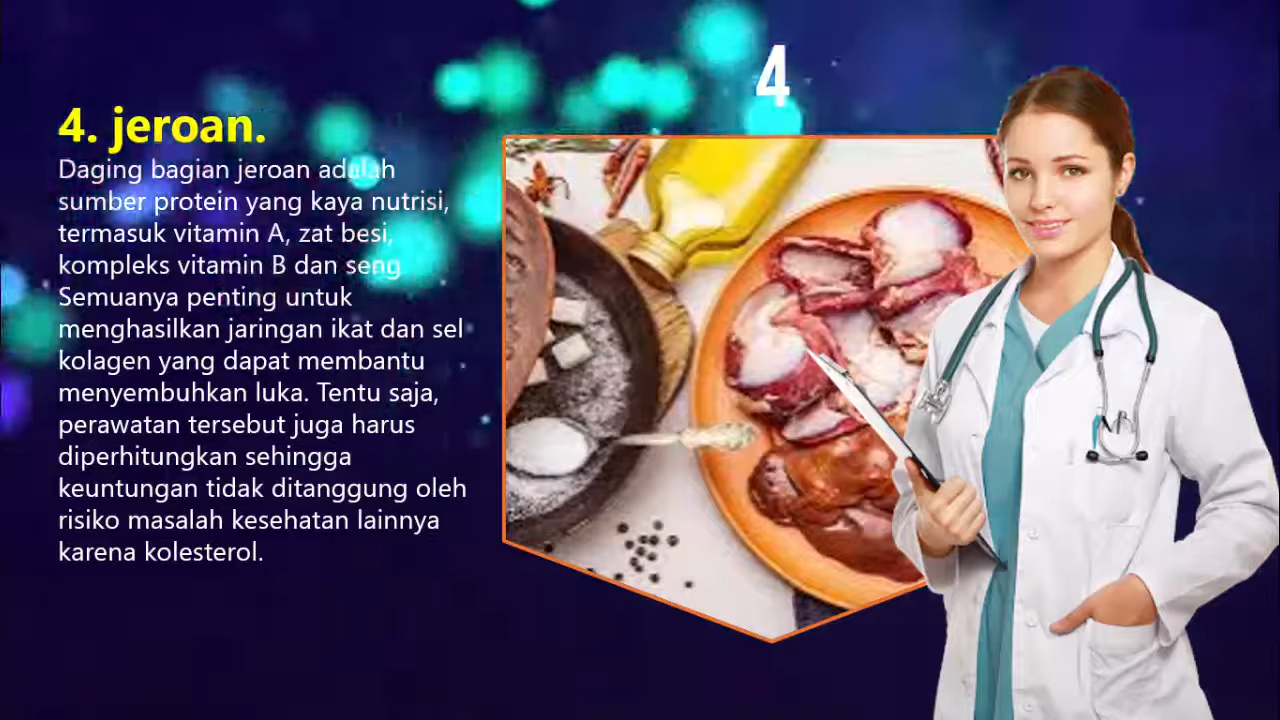 4
4. jeroan.
Daging bagian jeroan adalah
sumber protein yang kaya nutrisi,
termasuk vitamin A, zat besi,
kompleks vitamin B dan seng
Semuanya penting untuk
menghasilkan jaringan ikat dan sel
kolagen yang dapat membantu
menyembuhkan luka. Tentu saja,
perawatan tersebut juga harus
diperhitungkan sehingga
keuntungan tidak ditanggung oleh
risiko masalah kesehatan lainnya
karena kolesterol.